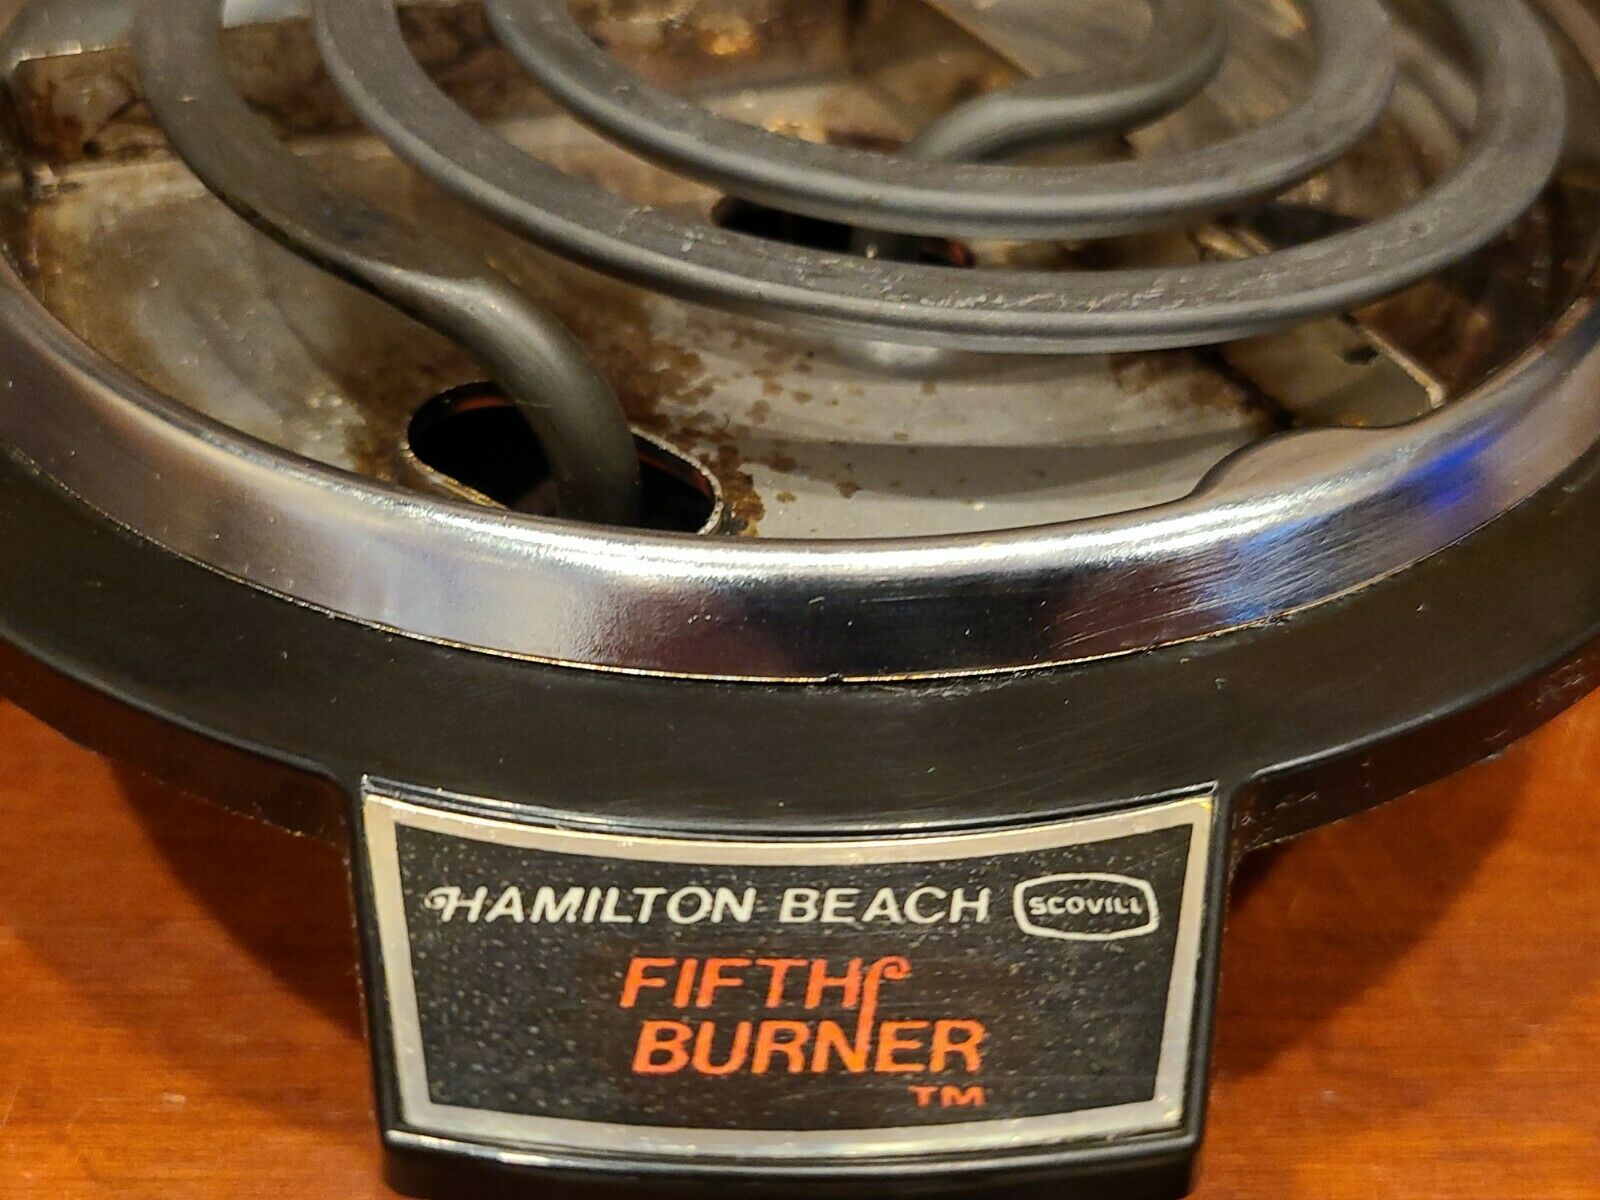 HAMILTON BEACH SCOVILL
FIFTH
BURNER
TM